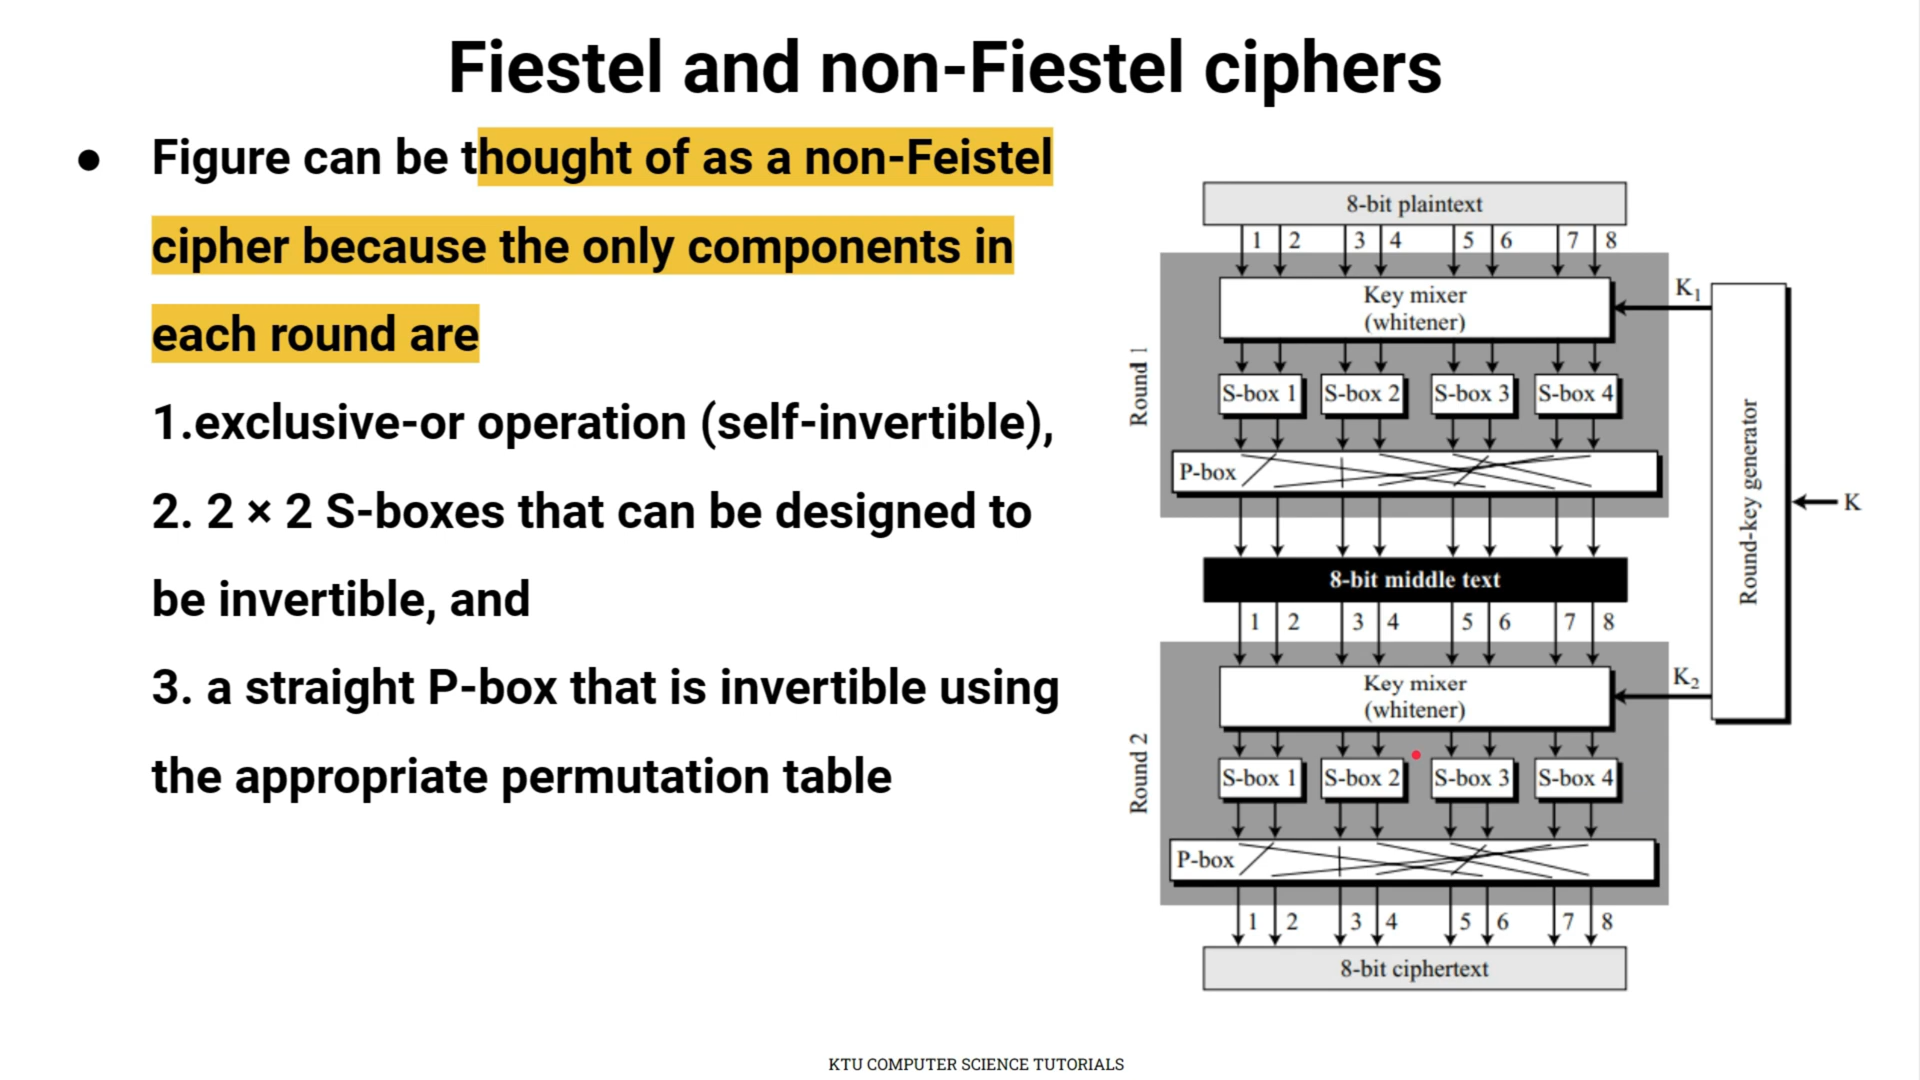 Fiestel and non-Fiestel ciphers
● Figure can be thought of as a non-Feistel
cipher because the only components in
each round are
1.exclusive-or operation (self-invertible),
2. 2 × 2 S-boxes that can be designed to
be invertible, and
3. a straight P-box that is invertible using
the appropriate permutation table
8-bit plaintext
1 2 3 4 5 6 7 8
Key mixer
(whitener)
K1
Round 1
S-box 1 S-box 2 S-box 3 S-box 4
P-box
Round-key generator
K
8-bit middle text
1 2 3 4 5 6 7 8
Key mixer
(whitener)
K2
Round 2
S-box 1 S-box 2 S-box 3 S-box 4
P-box
1 2 3 4 5 6 7 8
8-bit ciphertext
KTU COMPUTER SCIENCE TUTORIALS